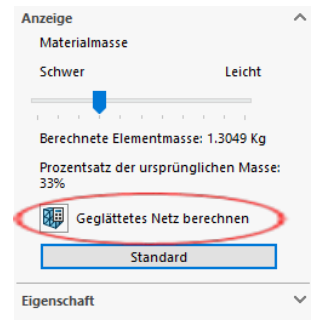 Anzeige
Materialmasse
Schwer Leicht
Berechnete Elementmasse: 1.3049 Kg
Prozentsatz der ursprünglichen Masse:
33%
Geglättetes Netz berechnen
Standard
Eigenschaft